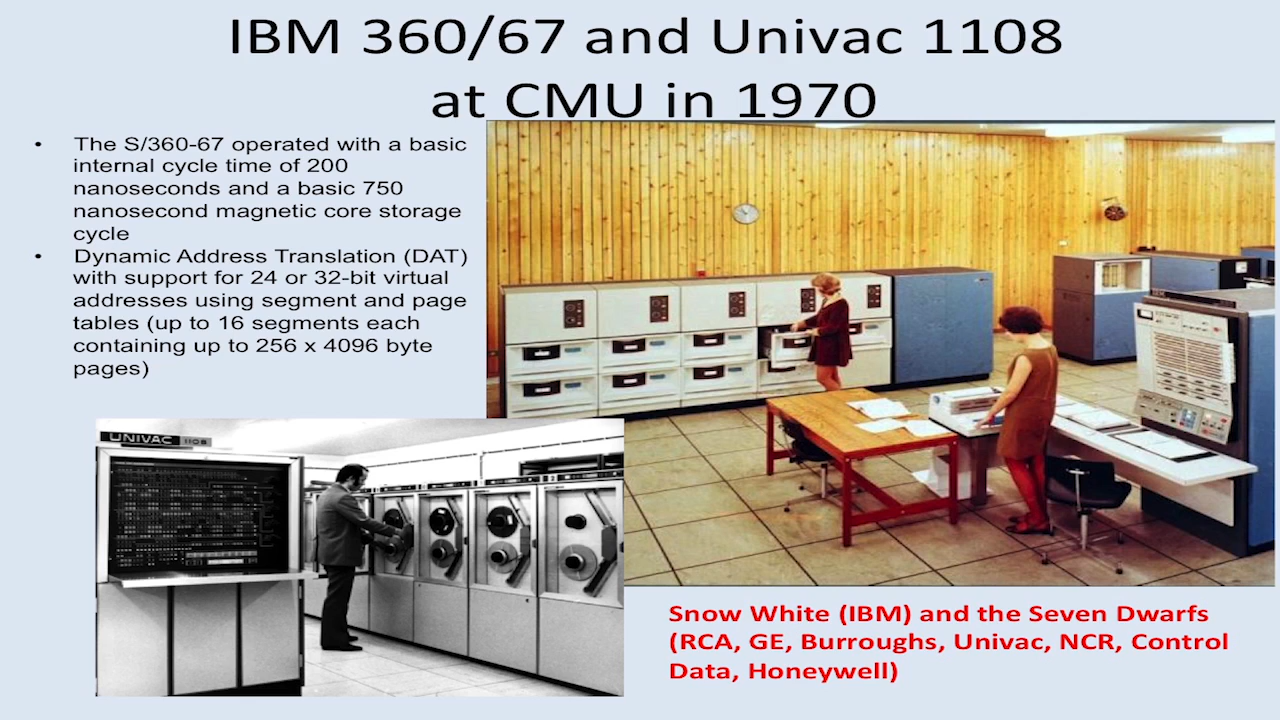 IBM 360/67 and Univac 1108
at CMU in 1970
• The S/360-67 operated with a basic
internal cycle time of 200
nanoseconds and a basic 750
nanosecond magnetic core storage
cycle
• Dynamic Address Translation (DAT)
with support for 24 or 32-bit virtual
addresses using segment and page
tables (up to 16 segments each
containing up to 256 x 4096 byte
pages)
UNIVAC 1108
Snow White (IBM) and the Seven Dwarfs
(RCA, GE, Burroughs, Univac, NCR, Control
Data, Honeywell)